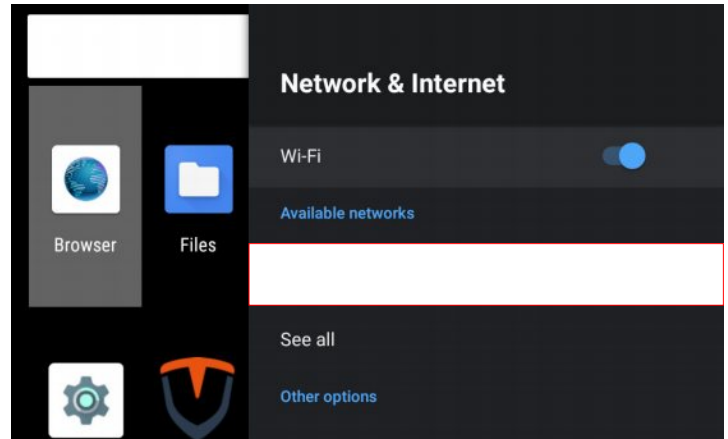 Network & Internet
Wi-Fi
Available networks
Browser
Files
See all
Other options